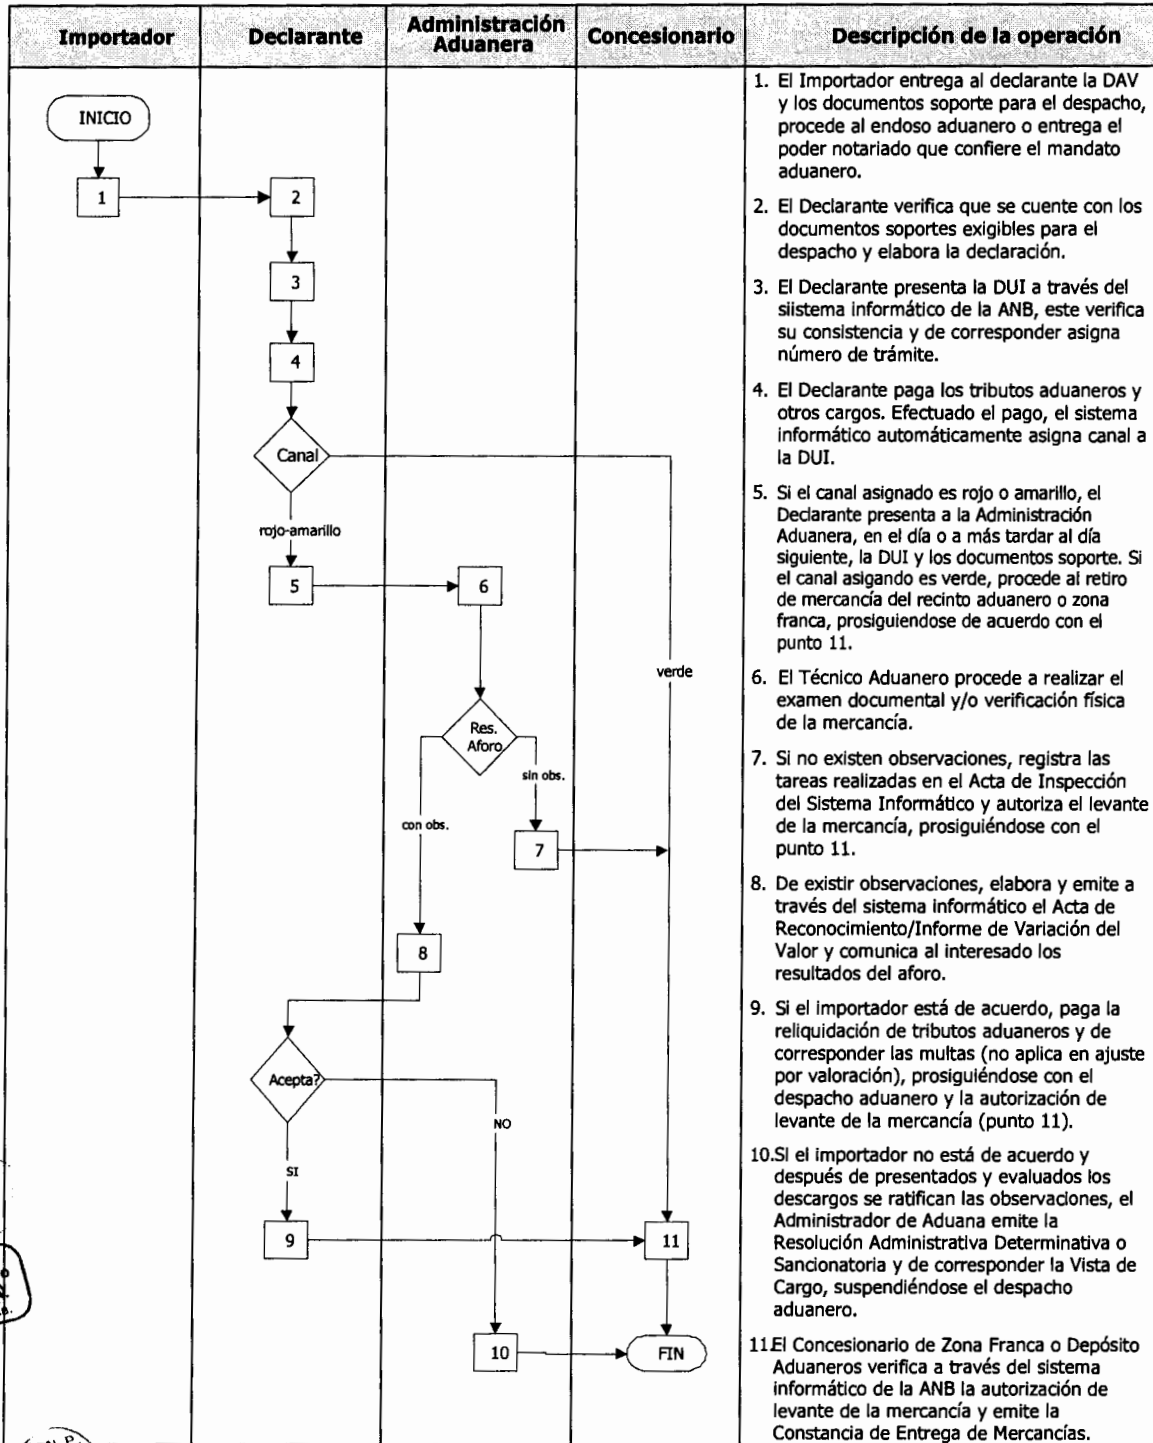 Importador
Declarante
Administración
Aduanera
Concesionario
Descripción de la operación
INICIO
1
2
3
4
Canal
rojo-amarillo
5
6
verde
Res.
Aforo
sin obs.
con obs.
7
8
Acepta?
NO
SI
9
11
10
FIN
1. El Importador entrega al declarante la DAV
y los documentos soporte para el despacho,
procede al endoso aduanero o entrega el
poder notariado que confiere el mandato
aduanero.
2. El Declarante verifica que se cuente con los
documentos soportes exigibles para el
despacho y elabora la declaración.
3. El Declarante presenta la DUI a través del
siistema informático de la ANB, este verifica
su consistencia y de corresponder asigna
número de trámite.
4. El Declarante paga los tributos aduaneros y
otros cargos. Efectuado el pago, el sistema
informático automáticamente asigna canal a
la DUI.
5. Si el canal asignado es rojo o amarillo, el
Declarante presenta a la Administración
Aduanera, en el día o a más tardar al día
siguiente, la DUI y los documentos soporte. Si
el canal asigando es verde, procede al retiro
de mercancía del recinto aduanero o zona
franca, prosiguiendose de acuerdo con el
punto 11.
6. El Técnico Aduanero procede a realizar el
examen documental y/o verificación física
de la mercancía.
7. Si no existen observaciones, registra las
tareas realizadas en el Acta de Inspección
del Sistema Informático y autoriza el levante
de la mercancía, prosiguiéndose con el
punto 11.
8. De existir observaciones, elabora y emite a
través del sistema informático el Acta de
Reconocimiento/Informe de Variación del
Valor y comunica al interesado los
resultados del aforo.
9. Si el importador está de acuerdo, paga la
reliquidación de tributos aduaneros y de
corresponder las multas (no aplica en ajuste
por valoración), prosiguiéndose con el
despacho aduanero y la autorización de
levante de la mercancía (punto 11).
10.Si el importador no está de acuerdo y
después de presentados y evaluados los
descargos se ratifican las observaciones, el
Administrador de Aduana emite la
Resolución Administrativa Determinativa o
Sancionatoria y de corresponder la Vista de
Cargo, suspendiéndose el despacho
aduanero.
11.El Concesionario de Zona Franca o Depósito
Aduaneros verifica a través del sistema
informático de la ANB la autorización de
levante de la mercancía y emite la
Constancia de Entrega de Mercancías.